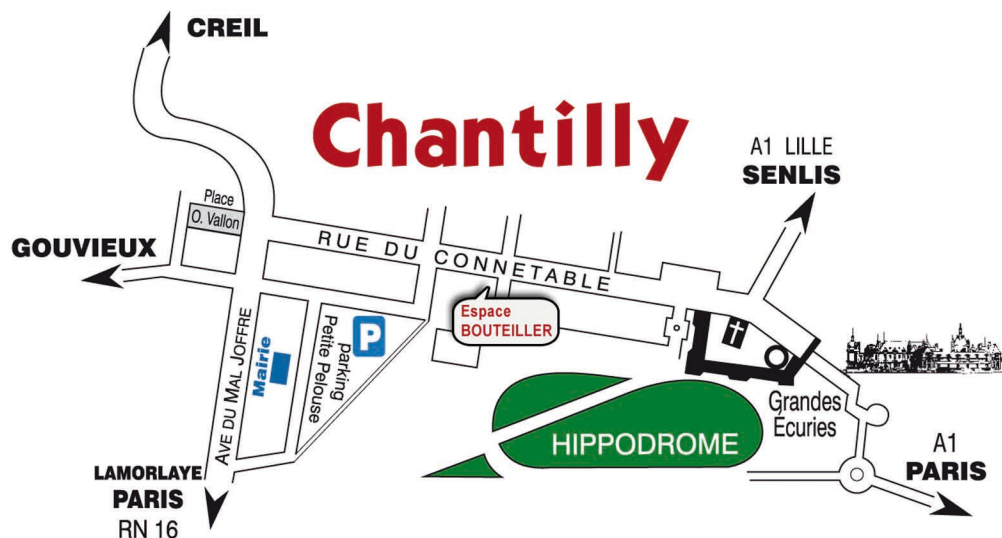 CREIL
Chantilly
A1 LILLE
SENLIS
Place
O. Vallon
GOUVIEUX
RUE DU CONNETABLE
Espace
BOUTEILLER
P
parking
Petite Pelouse
Mairie
AVE DU MAL JOFFRE
HIPPODROME
Grandes
Écuries
A1
PARIS
LAMORLAYE
PARIS
RN 16